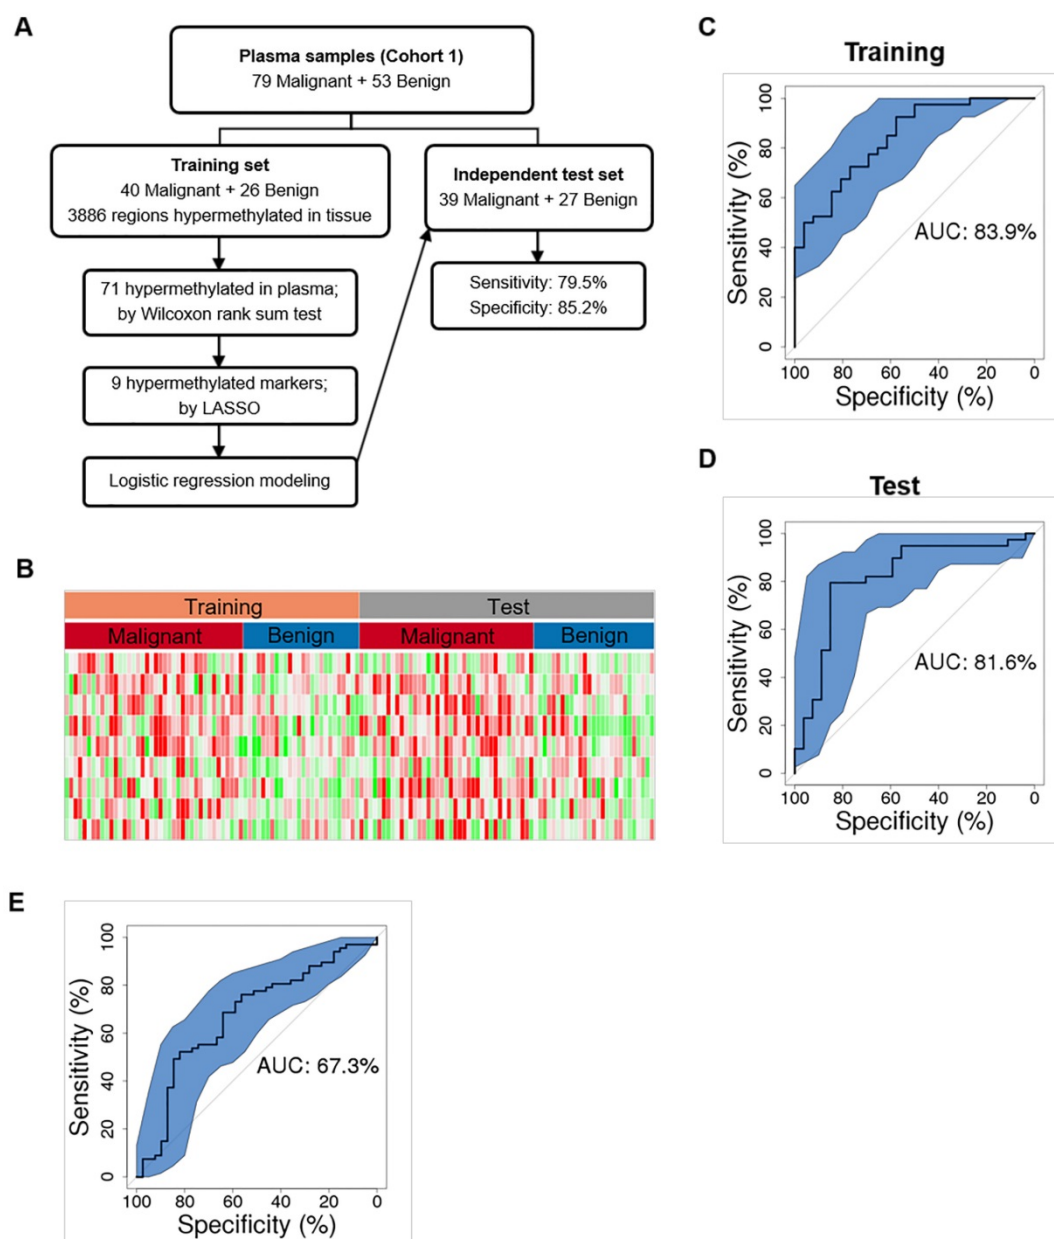 A
Plasma samples (Cohort 1)
79 Malignant + 53 Benign
Training set
40 Malignant + 26 Benign
3886 regions hypermethylated in tissue
Independent test set
39 Malignant + 27 Benign
71 hypermethylated in plasma;
by Wilcoxon rank sum test
Sensitivity: 79.5%
Specificity: 85.2%
9 hypermethylated markers;
by LASSO
Logistic regression modeling
B
Training
Test
Malignant
Benign
Malignant
Benign
C
Training
Sensitivity (%)
0
20
40
60
80
100
AUC: 83.9%
100 80 60 40 20 0
Specificity (%)
D
Test
Sensitivity (%)
0
20
40
60
80
100
AUC: 81.6%
100 80 60 40 20 0
Specificity (%)
E
Sensitivity (%)
0
20
40
60
80
100
AUC: 67.3%
100 80 60 40 20 0
Specificity (%)